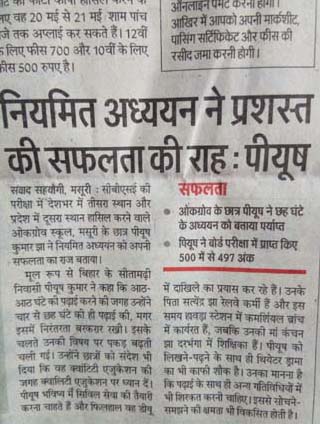 नए वह 20 मई से 21 मई शाम पांच
जे तक अप्लाई कर सकते हैं। 12वीं
लिए फीस 700 और 10वीं के लिए
फीस 500 रुपए है।
ऑनलाइन पेमेंट करनी होगी।
आखिर में आपको अपनी मार्कशीट,
पासिंग सर्टिफिकेट और फीस की
रसीद जमा करनी होगी।
नियमित अध्ययन ने प्रशस्त
की सफलता की राह : पीयूष
संवाद सहयोगी, मसूरी : सीबीएसई की
परीक्षा में देशभर में तीसरा स्थान और
प्रदेश में दूसरा स्थान हासिल करने वाले
ओकग्रोव स्कूल, मसूरी के छात्र पीयूष
कुमार झा ने नियमित अध्ययन को अपनी
सफलता का राज बताया।
मूल रूप से बिहार के सीतामढ़ी
निवासी पीयूष कुमार ने कहा कि आठ-
आठ घंटे की पढ़ाई करने की जगह उन्होंने
चार से छह घंटे की ही पढ़ाई की, मगर
इसमें निरंतरता बरकरार रखी। इसके
चलते उनकी विषय पर पकड़ बढ़ती
चली गई। उन्होंने छात्रों को संदेश भी
दिया कि वह क्वांटिटी एजुकेशन की
जगह क्वालिटी एजुकेशन पर ध्यान दें।
पीयूष भविष्य में सिविल सेवा की तैयारी
करना चाहते हैं और फिलहाल वह डीयू
सफलता
ओकग्रोव के छात्र पीयूष ने छह घंटे
के अध्ययन को बताया पर्याप्त
पियूष ने बोर्ड परीक्षा में प्राप्त किए
500 में से 497 अंक
में दाखिले का प्रयास कर रहे हैं। उनके
पिता सत्येंद्र झा रेलवे कर्मी हैं और इस
समय हावड़ा स्टेशन में कमर्शियल ब्रांच
में कार्यरत हैं, जबकि उनकी मां कंचन
झा दरभंगा में शिक्षिका हैं। पीयूष को
लिखने-पढ़ने के साथ ही थियेटर ड्रामा
का भी काफी शौक है। उनका मानना है
कि पढ़ाई के साथ ही अन्य गतिविधियों में
भी शिरकत करनी चाहिए। इससे सोचने-
समझने की क्षमता भी विकसित होती है।